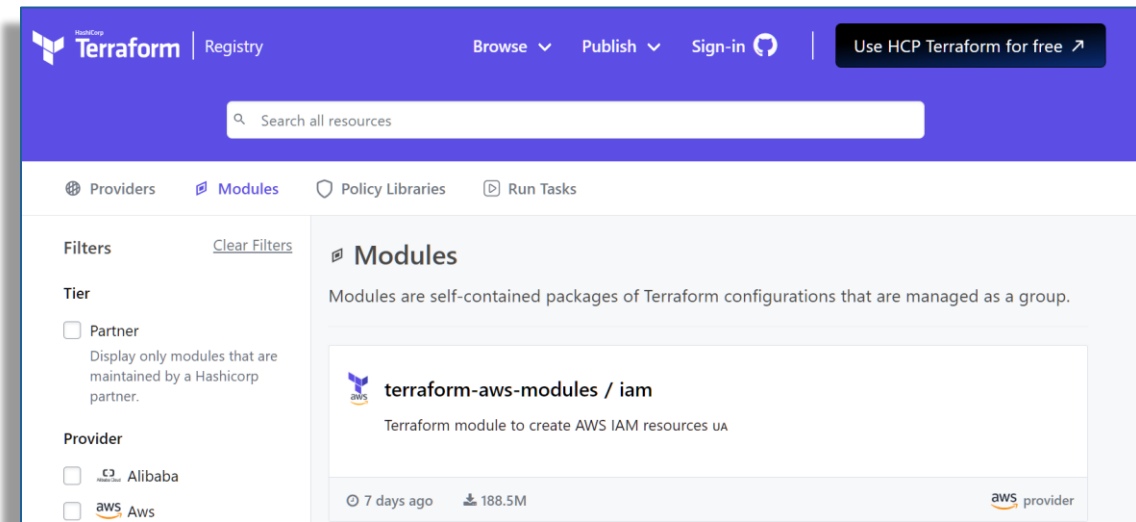 HashiCorp
Terraform Registry
Browse Publish Sign-in
Use HCP Terraform for free ↗
Search all resources
Providers Modules Policy Libraries Run Tasks
Filters Clear Filters
Tier
Partner
Display only modules that are
maintained by a Hashicorp
partner.
Provider
Alibaba
aws Aws
Modules
Modules are self-contained packages of Terraform configurations that are managed as a group.
aws
terraform-aws-modules / iam
Terraform module to create AWS IAM resources UA
7 days ago 188.5M
aws provider